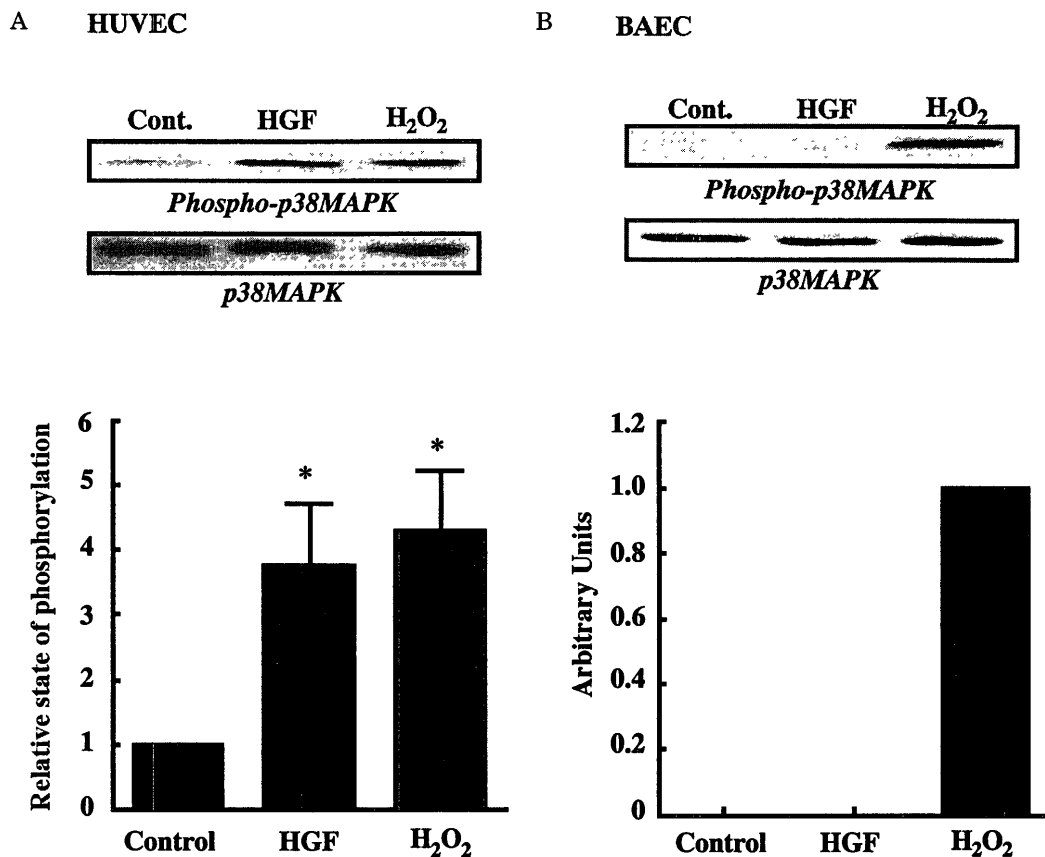 A HUVEC
Cont. HGF H₂O₂
Phospho-p38MAPK
p38MAPK
Relative state of phosphorylation
6
5
4
3
2
1
0
* *
Control HGF H₂O₂
B BAEC
Cont. HGF H₂O₂
Phospho-p38MAPK
p38MAPK
Arbitrary Units
1.2
1.0
0.8
0.6
0.4
0.2
0
Control HGF H₂O₂